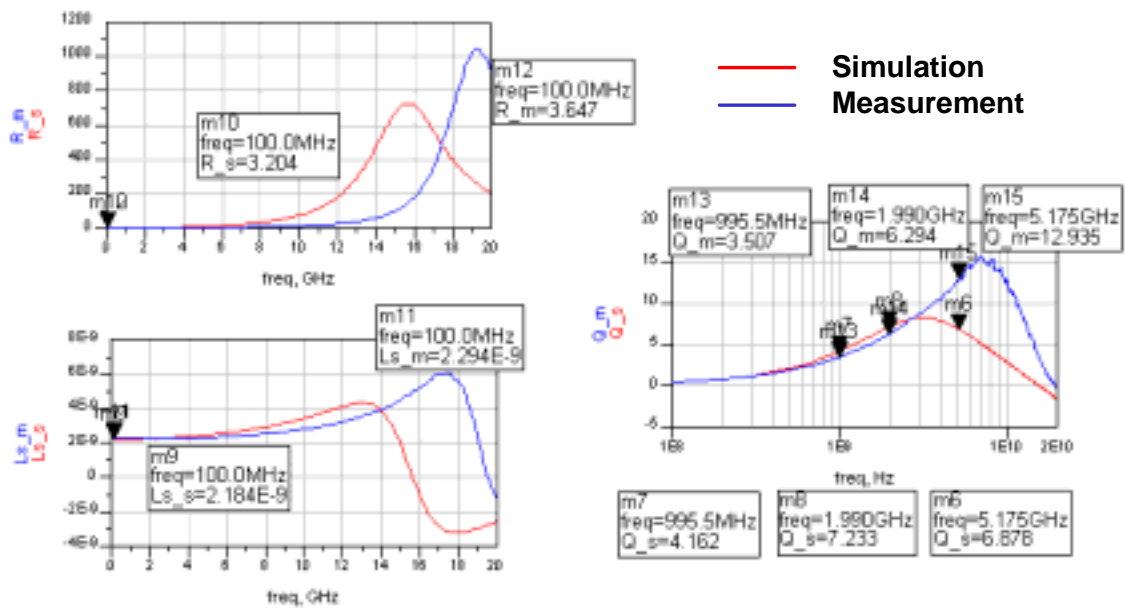 1200
1000
800
600
400
200
0
R_m
R_s
m10
freq=100.0MHz
R_s=3.204
m12
freq=100.0MHz
R_m=3.647
0 2 4 6 8 10 12 14 16 18 20
freq, GHz
Simulation
Measurement
8E-9
6E-9
4E-9
2E-9
0
-2E-9
-4E-9
Ls_m
Ls_s
m11
freq=100.0MHz
Ls_m=2.294E-9
m9
freq=100.0MHz
Ls_s=2.184E-9
0 2 4 6 8 10 12 14 16 18 20
freq, GHz
m13
freq=995.5MHz
Q_m=3.507
m14
freq=1.990GHz
Q_m=6.294
m15
freq=5.175GHz
Q_m=12.935
20
15
10
5
0
-5
Q_m
Q_s
m6
1E8 1E9 1E10 2E10
freq, Hz
m7
freq=995.5MHz
Q_s=4.162
m8
freq=1.990GHz
Q_s=7.233
m6
freq=5.175GHz
Q_s=6.878